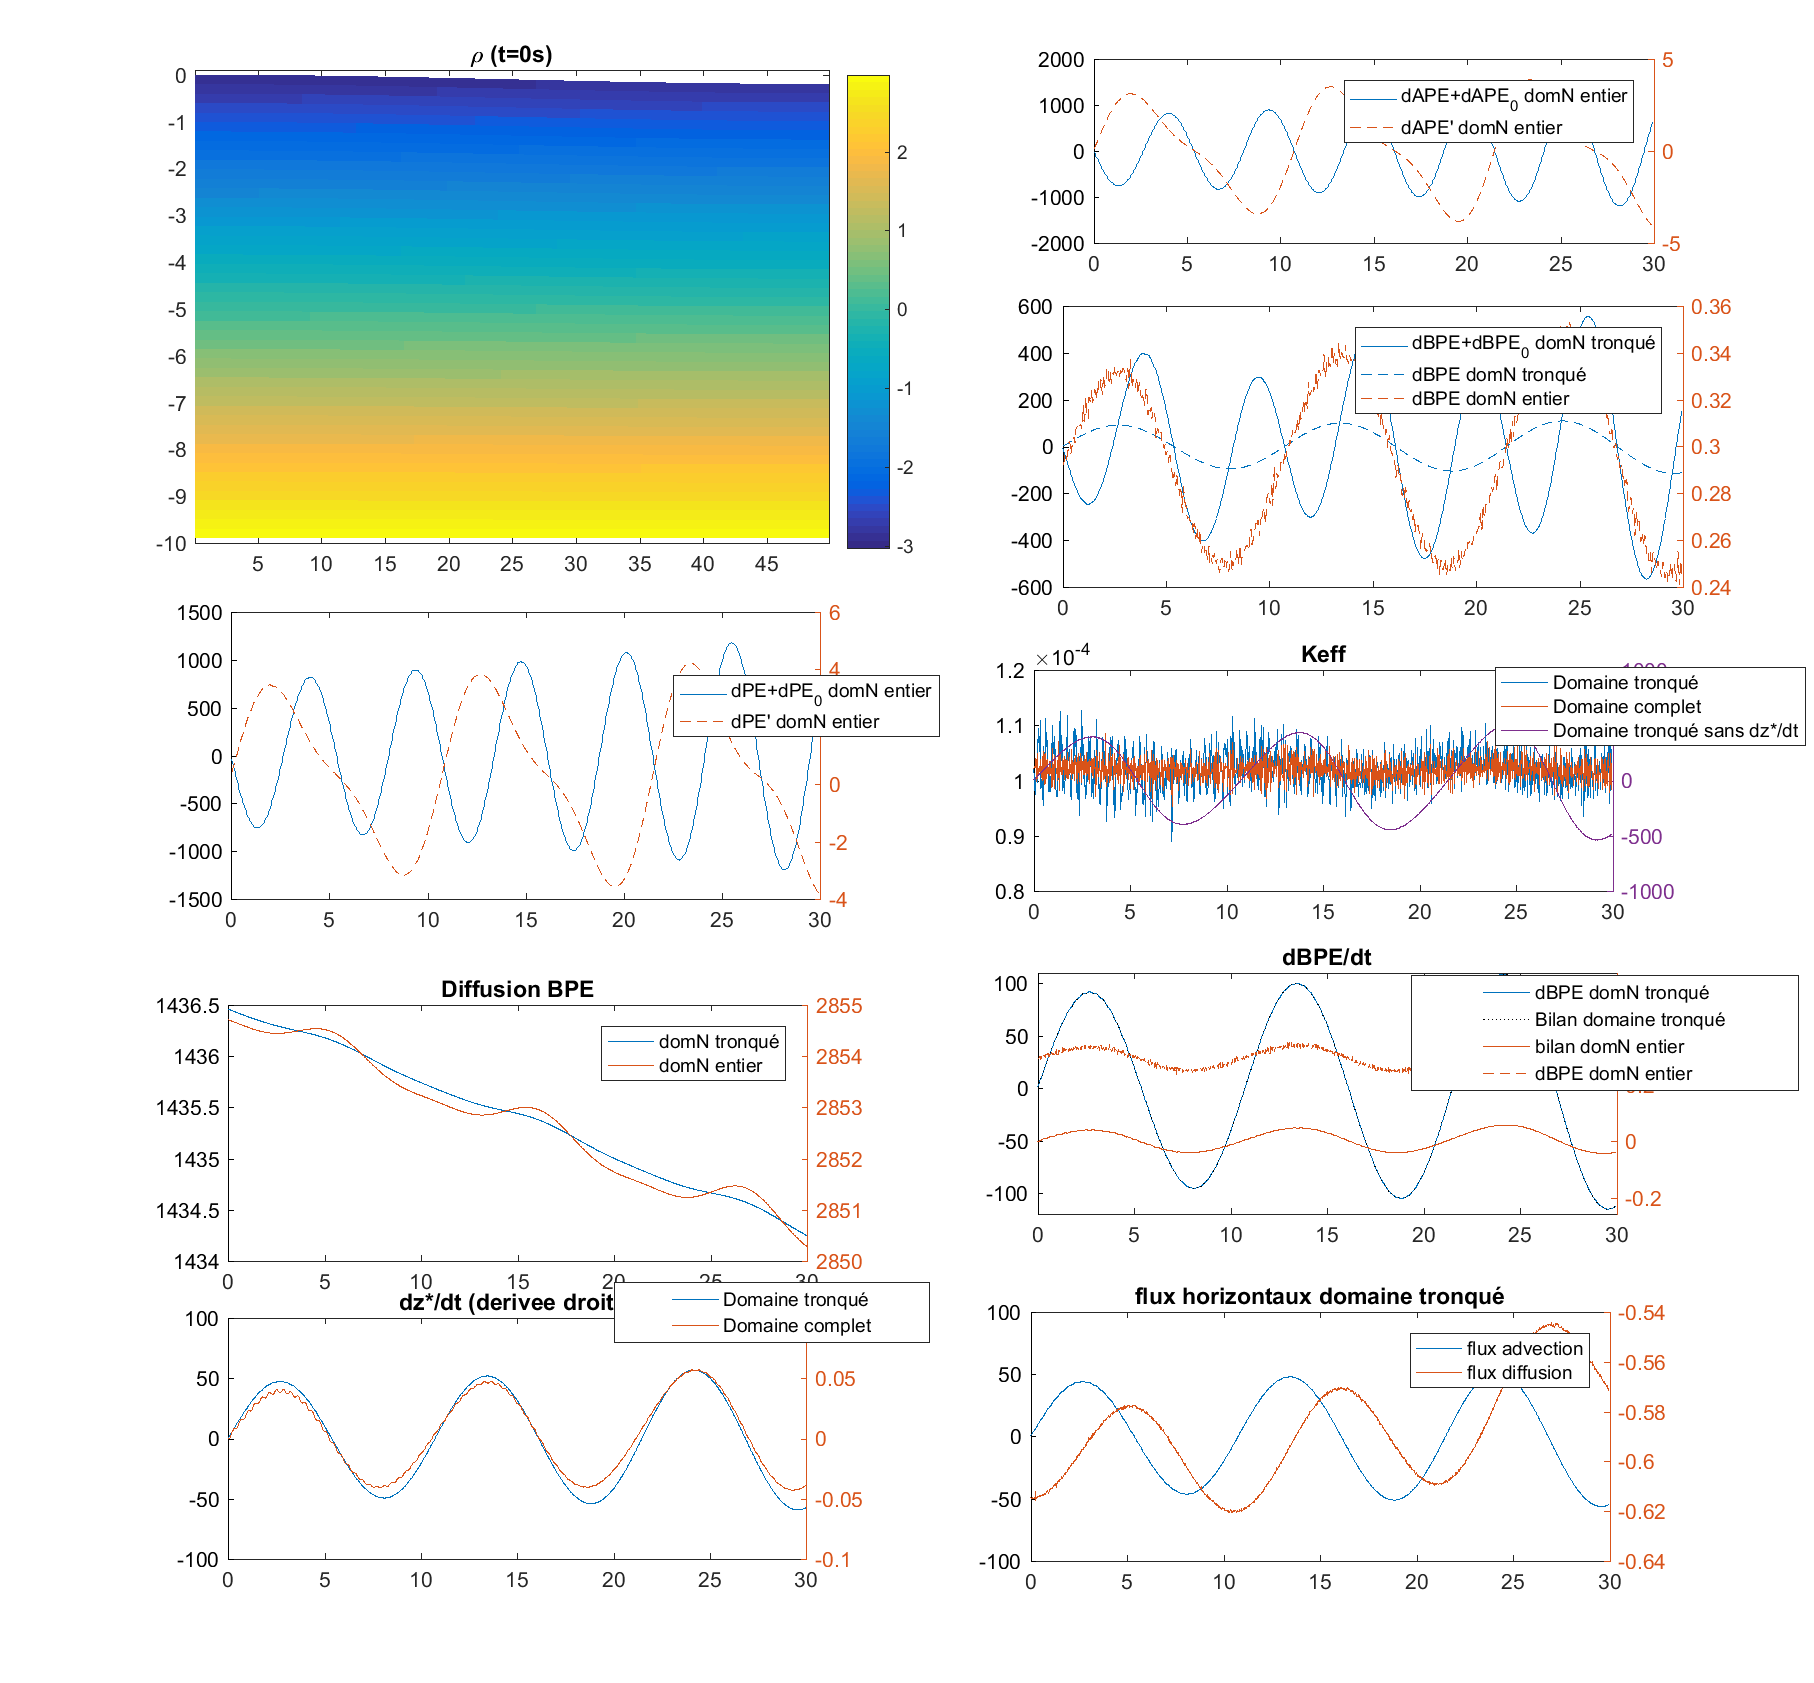 ρ (t=0s)
0
-1
-2
-3
-4
-5
-6
-7
-8
-9
-10
5 10 15 20 25 30 35 40 45
2
1
0
-1
-2
-3
2000
1000
0
-1000
-2000
5
0
-5
0 5 10 15 20 25 30
dAPE+dAPE0 domN entier
dAPE' domN entier
600
400
200
0
-200
-400
-600
0.36
0.34
0.32
0.3
0.28
0.26
0.24
0 5 10 15 20 25 30
dBPE+dBPE0 domN tronqué
dBPE domN tronqué
dBPE domN entier
1500
1000
500
0
-500
-1000
-1500
6
4
2
0
-2
-4
0 5 10 15 20 25 30
dPE+dPE0 domN entier
dPE' domN entier
Keff
×10-4
1.2
1.1
1
0.9
0.8
0
-500
-1000
0 5 10 15 20 25 30
Domaine tronqué
Domaine complet
Domaine tronqué sans dz*/dt
Diffusion BPE
1436.5
1436
1435.5
1435
1434.5
1434
2855
2854
2853
2852
2851
2850
0 5 10 15 20 25 30
domN tronqué
domN entier
dBPE/dt
100
50
0
-50
-100
0
-0.2
0 5 10 15 20 25 30
dBPE domN tronqué
Bilan domaine tronqué
bilan domN entier
dBPE domN entier
dz*/dt (derivee droit
100
50
0
-50
-100
0.05
0
-0.05
-0.1
0 5 10 15 20 25 30
Domaine tronqué
Domaine complet
flux horizontaux domaine tronqué
100
50
0
-50
-100
-0.54
-0.56
-0.58
-0.6
-0.62
-0.64
0 5 10 15 20 25 30
flux advection
flux diffusion